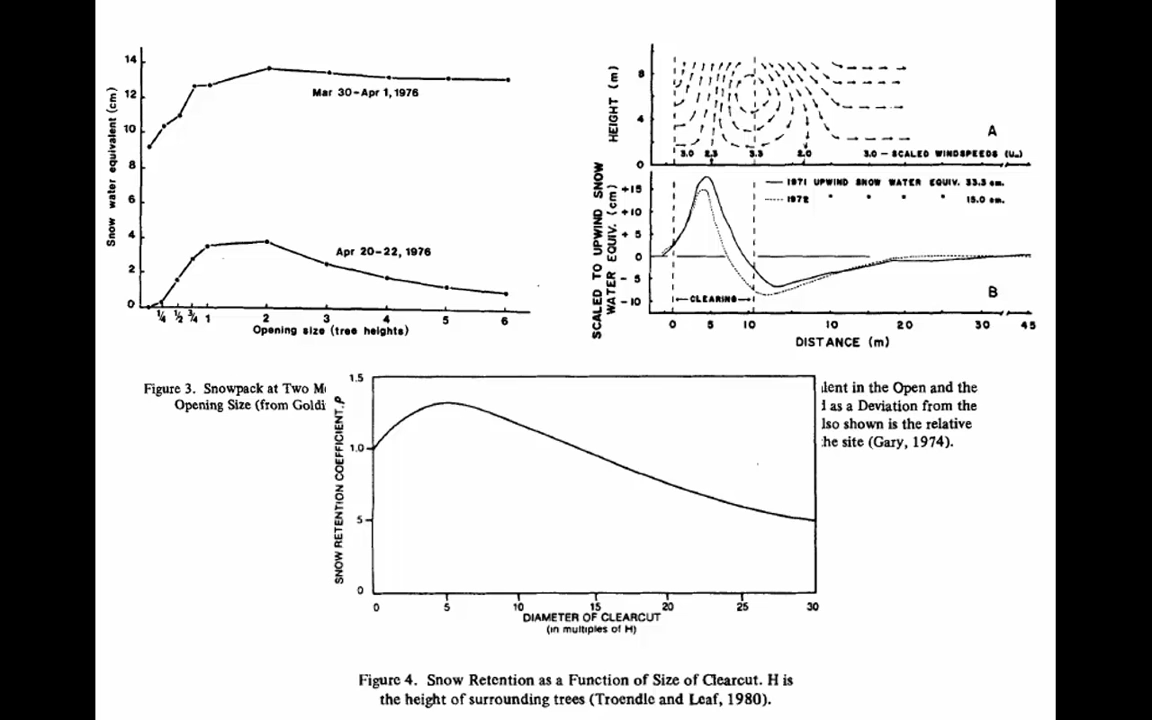 Snow water equivalent (cm)
14
12
10
8
6
4
2
0
Mar 30-Apr 1, 1976
Apr 20-22, 1976
¼ ½ ¾ 1 2 3 4 5 6
Opening size (tree heights)
HEIGHT (m)
8
4
0
A
3.0 2.3 3.3 2.0 3.0 - SCALED WINDSPEEDS
SCALED TO UPWIND SNOW
WATER EQUIV. (cm)
+15
+10
+5
0
-5
-10
1971 UPWIND SNOW WATER EQUIV. 33.3 cm.
1972 " " " " 15.0 cm.
B
CLEARING
0 5 10 10 20 30 45
DISTANCE (m)
Figure 3. Snowpack at Two M
Opening Size (from Goldi
lent in the Open and the
as a Deviation from the
lso shown is the relative
he site (Gary, 1974).
SNOW RETENTION COEFFICIENT, ρ
1.5
1.0
5
0
0 5 10 15 20 25 30
DIAMETER OF CLEARCUT
(in multiples of H)
Figure 4. Snow Retention as a Function of Size of Clearcut. H is
the height of surrounding trees (Troendle and Leaf, 1980).